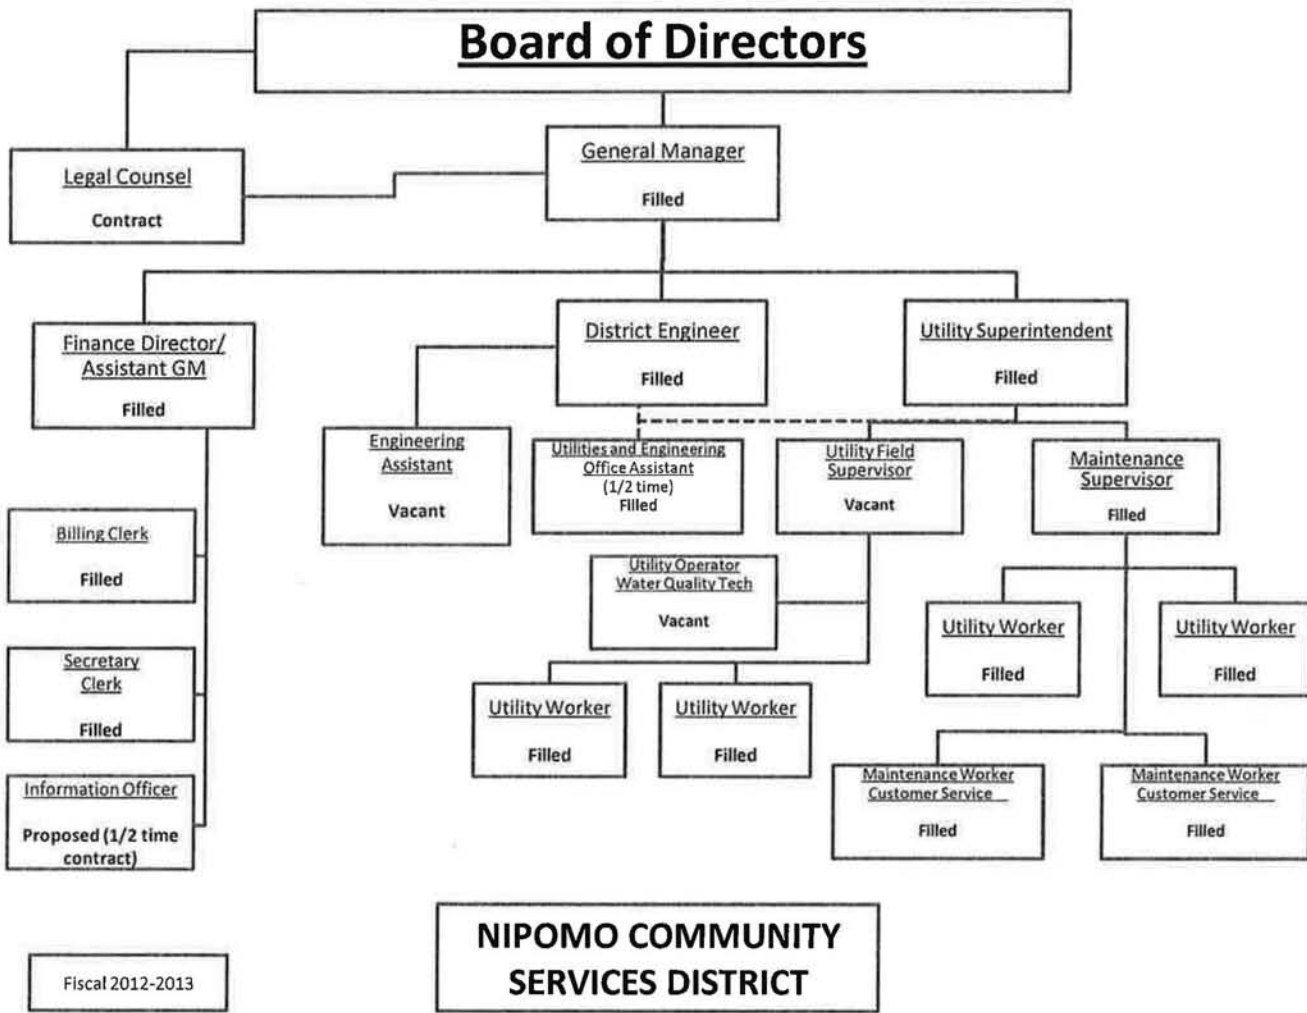 Board of Directors
General Manager
Filled
Legal Counsel
Contract
Finance Director/
Assistant GM
Filled
District Engineer
Filled
Utility Superintendent
Filled
Engineering
Assistant
Vacant
Utilities and Engineering
Office Assistant
(1/2 time)
Filled
Utility Field
Supervisor
Vacant
Maintenance
Supervisor
Filled
Billing Clerk
Filled
Utility Operator
Water Quality Tech
Vacant
Utility Worker
Filled
Utility Worker
Filled
Secretary
Clerk
Filled
Utility Worker
Filled
Utility Worker
Filled
Information Officer
Proposed (1/2 time
contract)
Maintenance Worker
Customer Service
Filled
Maintenance Worker
Customer Service
Filled
NIPOMO COMMUNITY
SERVICES DISTRICT
Fiscal 2012-2013